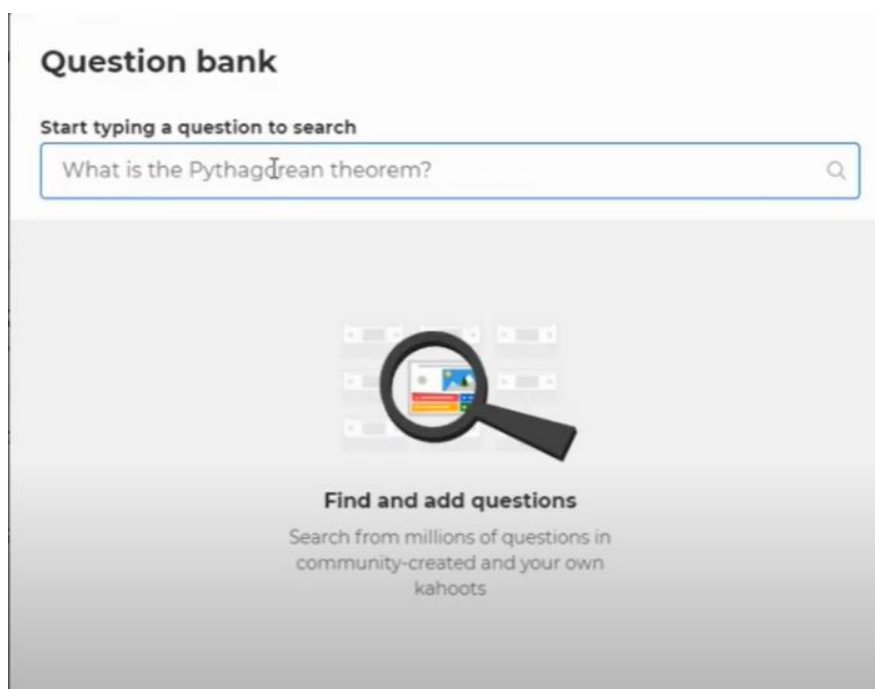 Question bank
Start typing a question to search
What is the Pythagorean theorem?
Find and add questions
Search from millions of questions in
community-created and your own
kahoots